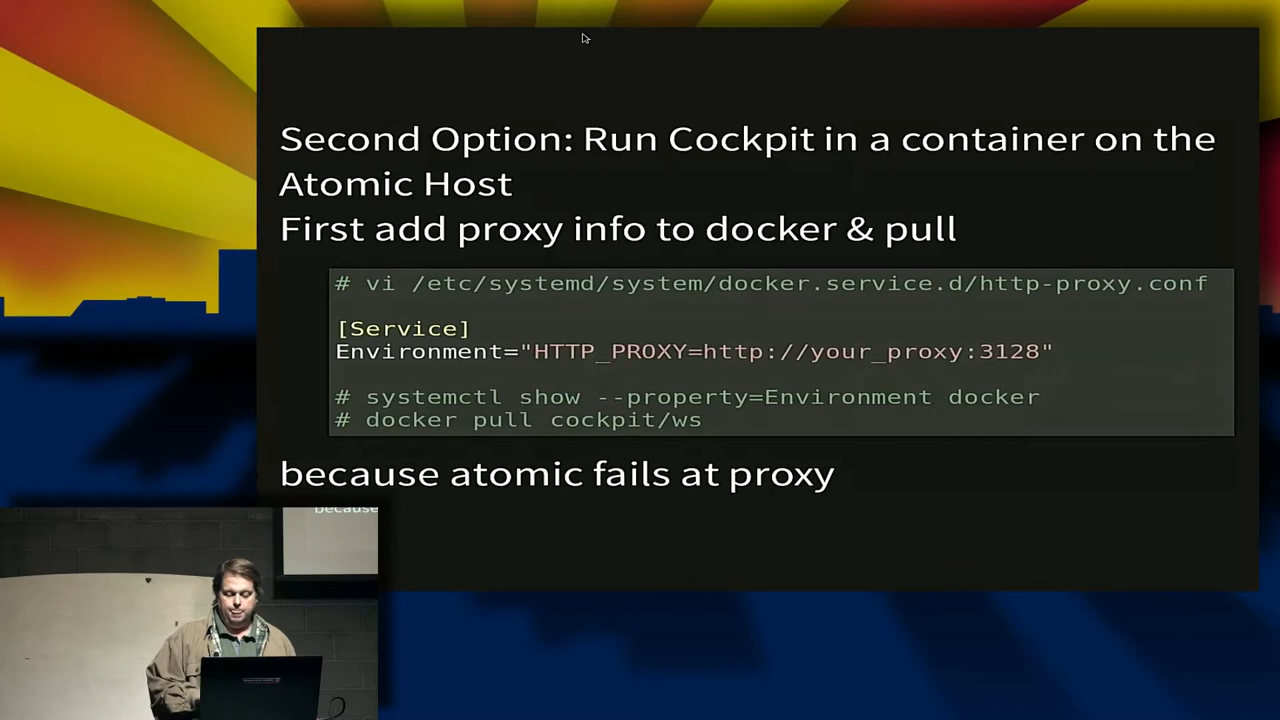 Second Option: Run Cockpit in a container on the
Atomic Host
First add proxy info to docker & pull
# vi /etc/systemd/system/docker.service.d/http-proxy.conf
[Service]
Environment="HTTP_PROXY=http://your_proxy:3128"
# systemctl show --property=Environment docker
# docker pull cockpit/ws
because atomic fails at proxy
because